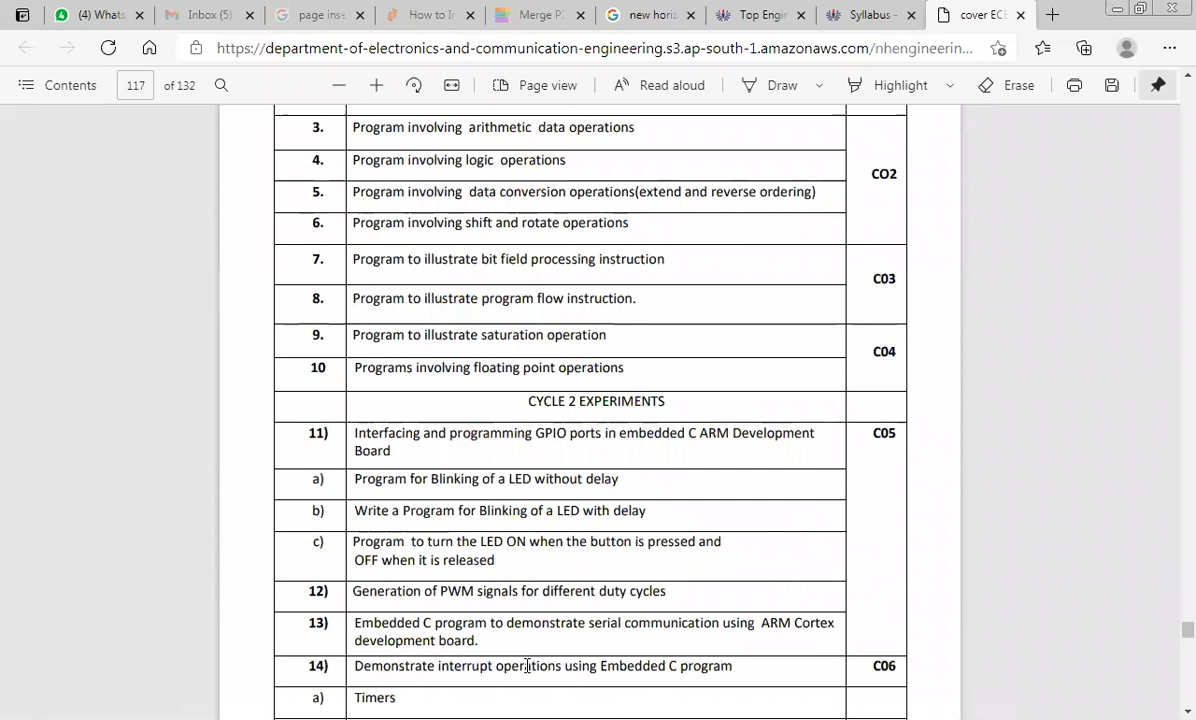 (4) Whats
Inbox (5)
page inse
How to In
Merge P
new horiz
Top Engin
Syllabus –
cover ECE
https://department-of-electronics-and-communication-engineering.s3.ap-south-1.amazonaws.com/nhengineerin...
Contents
117 of 132
Page view
Read aloud
Draw
Highlight
Erase
3. Program involving arithmetic data operations
CO2
4. Program involving logic operations
5. Program involving data conversion operations(extend and reverse ordering)
6. Program involving shift and rotate operations
7. Program to illustrate bit field processing instruction
C03
8. Program to illustrate program flow instruction.
9. Program to illustrate saturation operation
C04
10 Programs involving floating point operations
CYCLE 2 EXPERIMENTS
11) Interfacing and programming GPIO ports in embedded C ARM Development
Board
C05
a) Program for Blinking of a LED without delay
b) Write a Program for Blinking of a LED with delay
c) Program to turn the LED ON when the button is pressed and
OFF when it is released
12) Generation of PWM signals for different duty cycles
13) Embedded C program to demonstrate serial communication using ARM Cortex
development board.
14) Demonstrate interrupt operations using Embedded C program
C06
a) Timers